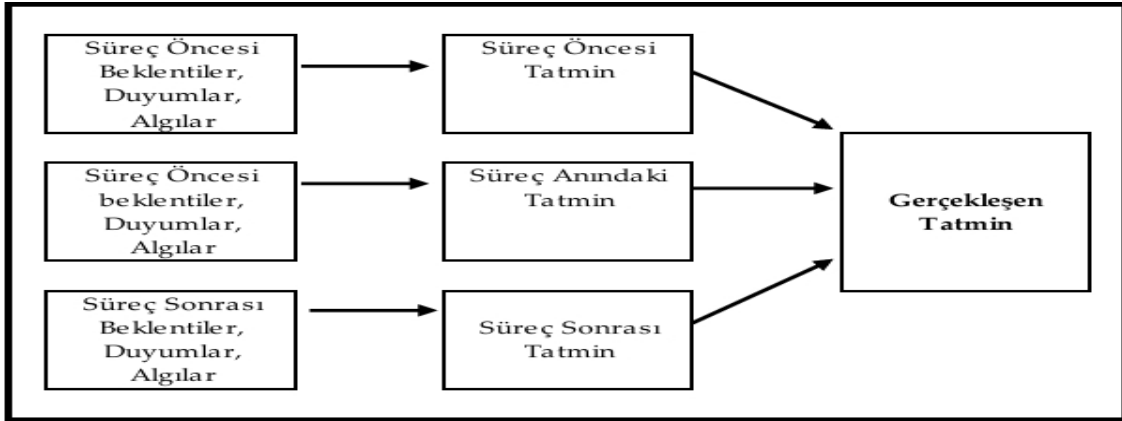 Süreç Öncesi
Beklentiler,
Duyumlar,
Algılar
Süreç Öncesi
Tatmin
Süreç Öncesi
beklentiler,
Duyumlar,
Algılar
Süreç Anındaki
Tatmin
Gerçekleşen
Tatmin
Süreç Sonrası
Beklentiler,
Duyumlar,
Algılar
Süreç Sonrası
Tatmin